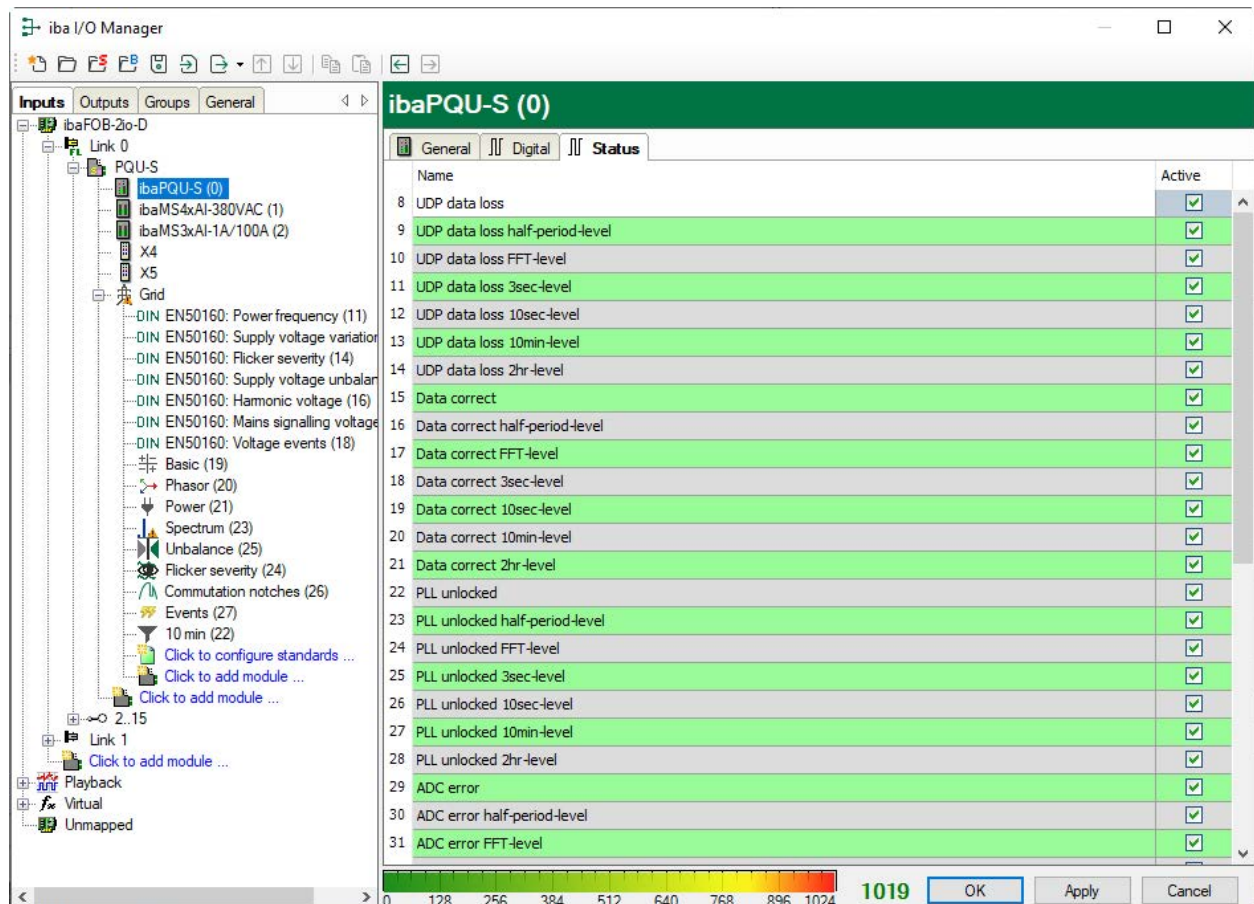 iba I/O Manager
Inputs Outputs Groups General
ibaFOB-2io-D
Link 0
PQU-S
ibaPQU-S (0)
ibaMS4xAI-380VAC (1)
ibaMS3xAI-1A/100A (2)
X4
X5
Grid
DIN EN50160: Power frequency (11)
DIN EN50160: Supply voltage variation
DIN EN50160: Flicker severity (14)
DIN EN50160: Supply voltage unbalan
DIN EN50160: Harmonic voltage (16)
DIN EN50160: Mains signalling voltage
DIN EN50160: Voltage events (18)
Basic (19)
Phasor (20)
Power (21)
Spectrum (23)
Unbalance (25)
Flicker severity (24)
Commutation notches (26)
Events (27)
10 min (22)
Click to configure standards ...
Click to add module ...
Click to add module ...
2..15
Link 1
Click to add module ...
Playback
Virtual
Unmapped
ibaPQU-S (0)
General Digital Status
Name Active
8 UDP data loss
9 UDP data loss half-period-level
10 UDP data loss FFT-level
11 UDP data loss 3sec-level
12 UDP data loss 10sec-level
13 UDP data loss 10min-level
14 UDP data loss 2hr-level
15 Data correct
16 Data correct half-period-level
17 Data correct FFT-level
18 Data correct 3sec-level
19 Data correct 10sec-level
20 Data correct 10min-level
21 Data correct 2hr-level
22 PLL unlocked
23 PLL unlocked half-period-level
24 PLL unlocked FFT-level
25 PLL unlocked 3sec-level
26 PLL unlocked 10sec-level
27 PLL unlocked 10min-level
28 PLL unlocked 2hr-level
29 ADC error
30 ADC error half-period-level
31 ADC error FFT-level
0 128 256 384 512 640 768 896 1024
1019 OK Apply Cancel